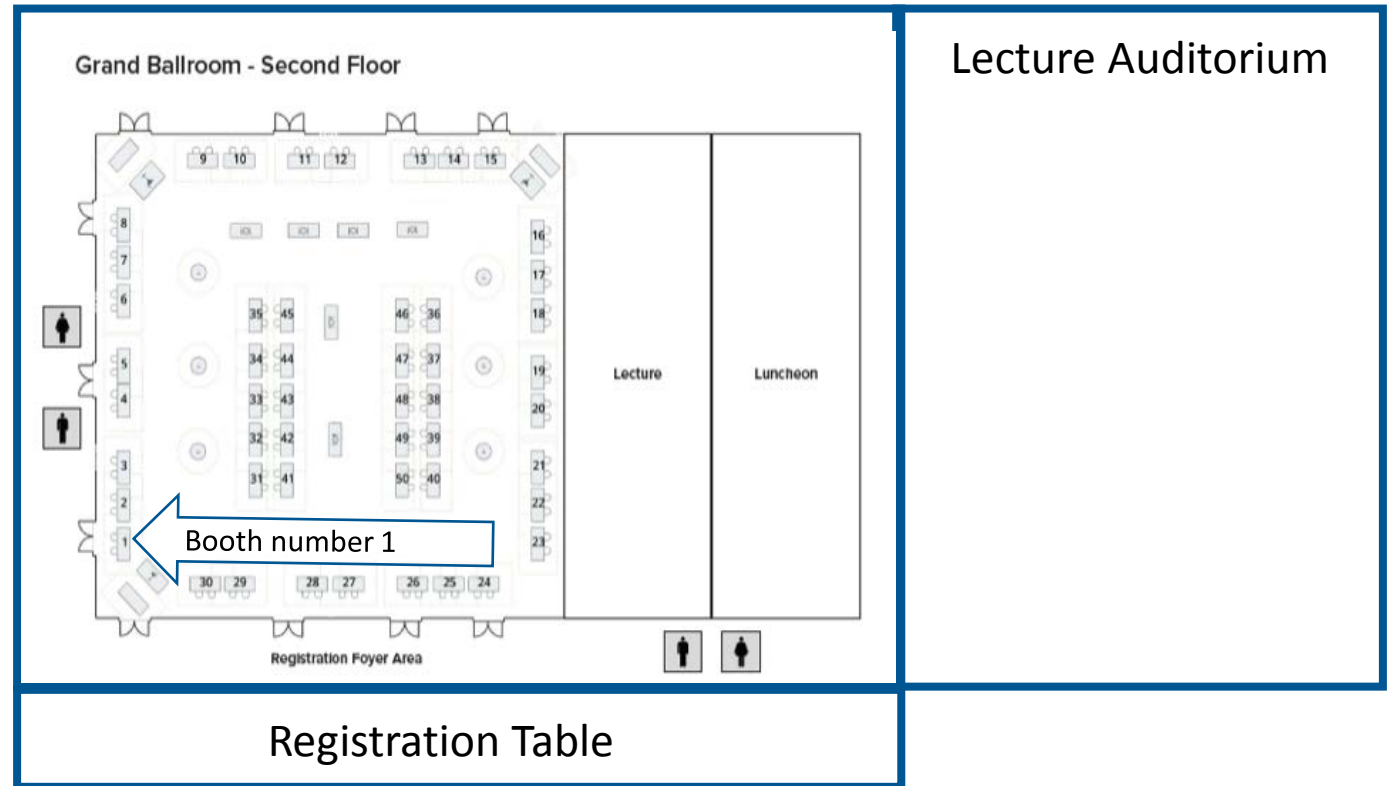 Lecture Auditorium
Grand Ballroom - Second Floor
9 10 11 12 13 14 15
8
16
7
17
6
18
35 45 46 36
5
34 44 47 37
19
Lecture
Luncheon
4
33 43 48 38
20
32 42 49 39
3
21
31 41 50 40
2
22
1
Booth number 1
23
30 29 28 27 26 25 24
Registration Foyer Area
Registration Table